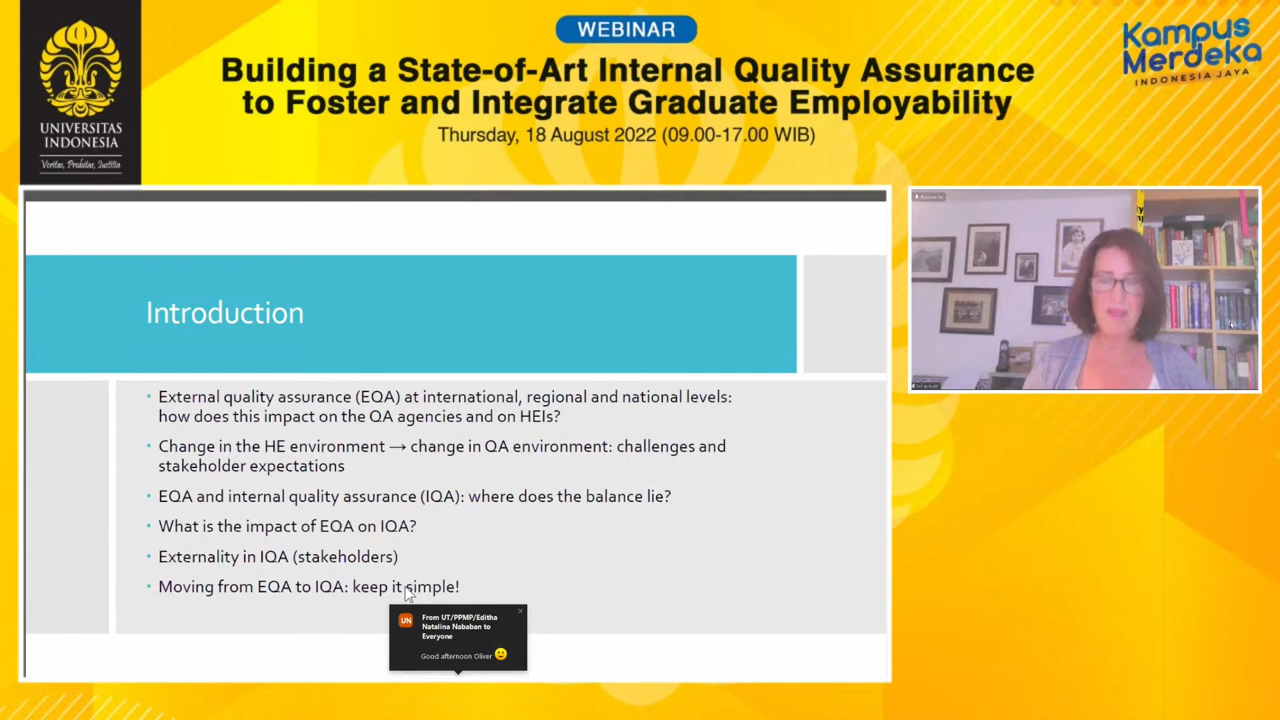 WEBINAR
Building a State-of-Art Internal Quality Assurance
to Foster and Integrate Graduate Employability
Thursday, 18 August 2022 (09.00-17.00 WIB)
UNIVERSITAS
INDONESIA
Veritas, Probitas, Justitia
Kampus
Merdeka
INDONESIA JAYA
Introduction
• External quality assurance (EQA) at international, regional and national levels:
how does this impact on the QA agencies and on HEIs?
• Change in the HE environment → change in QA environment: challenges and
stakeholder expectations
• EQA and internal quality assurance (IQA): where does the balance lie?
• What is the impact of EQA on IQA?
• Externality in IQA (stakeholders)
• Moving from EQA to IQA: keep it simple!
UN
From UT/PPMP/Editha
Natalina Nababan to
Everyone
Good afternoon Oliver 🙂